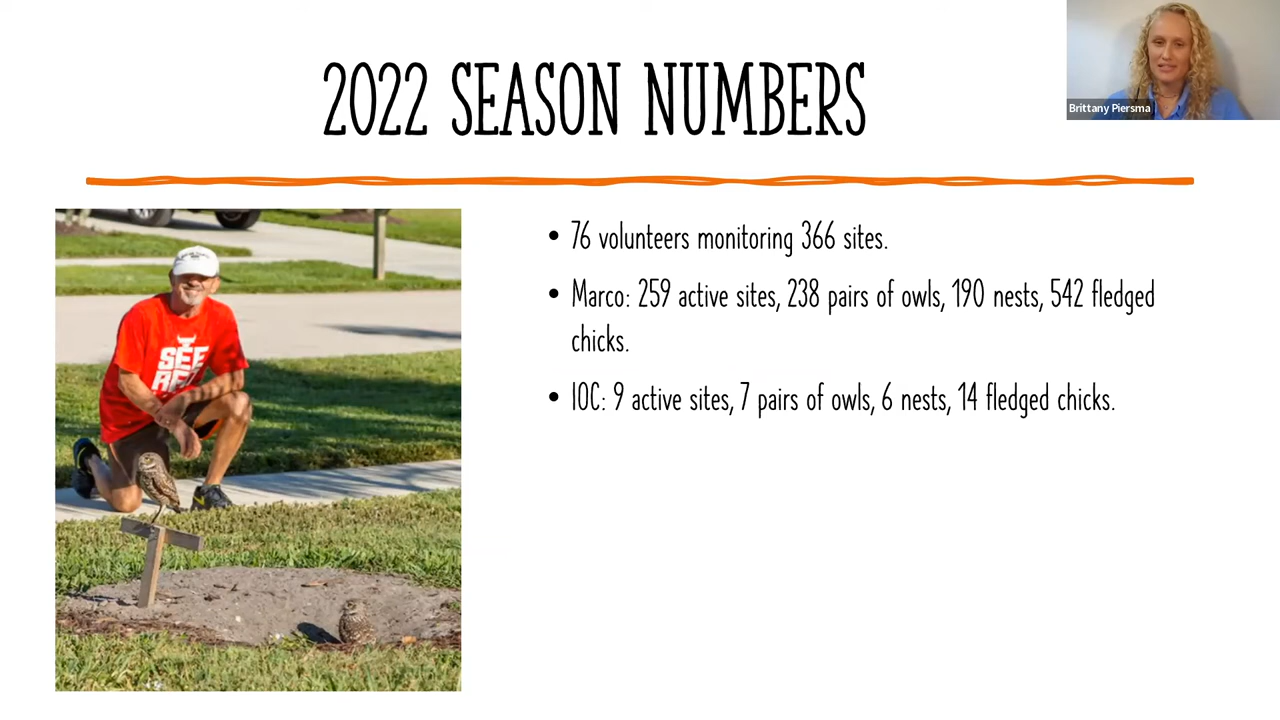 2022 SEASON NUMBERS
Brittany Piersma
• 76 volunteers monitoring 366 sites.
• Marco: 259 active sites, 238 pairs of owls, 190 nests, 542 fledged
chicks.
• IOC: 9 active sites, 7 pairs of owls, 6 nests, 14 fledged chicks.
SEE